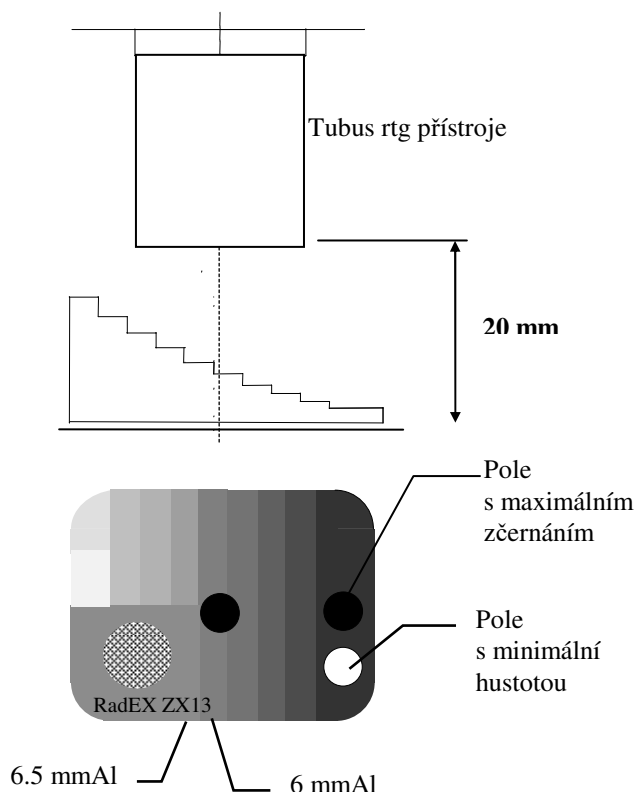 Tubus rtg přístroje
20 mm
Pole
s maximálním
zčernáním
Pole
s minimální
hustotou
RadEX ZX13
6.5 mmAl
6 mmAl